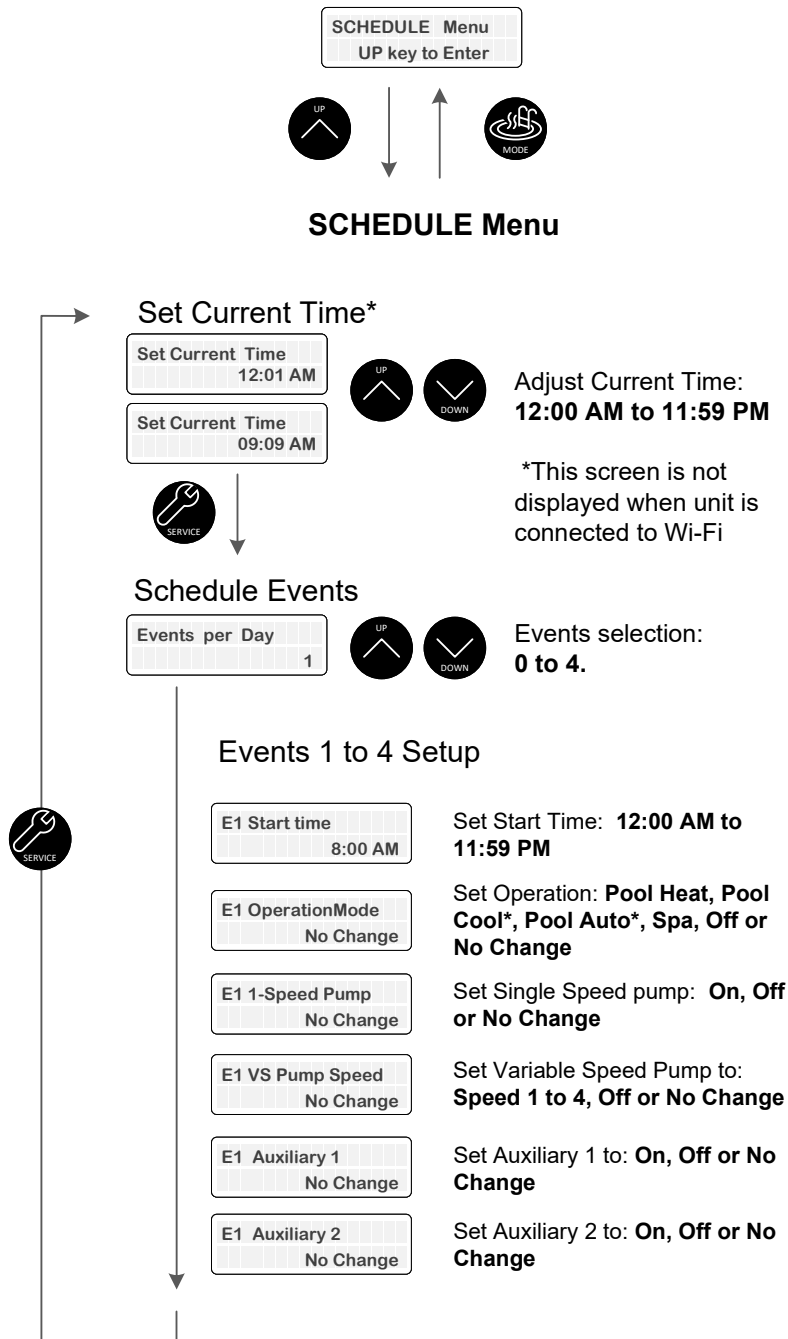 SCHEDULE Menu
UP key to Enter
UP
MODE
SCHEDULE Menu
Set Current Time*
Set Current Time
12:01 AM
Set Current Time
09:09 AM
UP
DOWN
Adjust Current Time:
12:00 AM to 11:59 PM
*This screen is not
displayed when unit is
connected to Wi-Fi
SERVICE
Schedule Events
Events per Day
1
UP
DOWN
Events selection:
0 to 4.
Events 1 to 4 Setup
SERVICE
E1 Start time
8:00 AM
Set Start Time: 12:00 AM to
11:59 PM
E1 OperationMode
No Change
Set Operation: Pool Heat, Pool
Cool*, Pool Auto*, Spa, Off or
No Change
E1 1-Speed Pump
No Change
Set Single Speed pump: On, Off
or No Change
E1 VS Pump Speed
No Change
Set Variable Speed Pump to:
Speed 1 to 4, Off or No Change
E1 Auxiliary 1
No Change
Set Auxiliary 1 to: On, Off or No
Change
E1 Auxiliary 2
No Change
Set Auxiliary 2 to: On, Off or No
Change